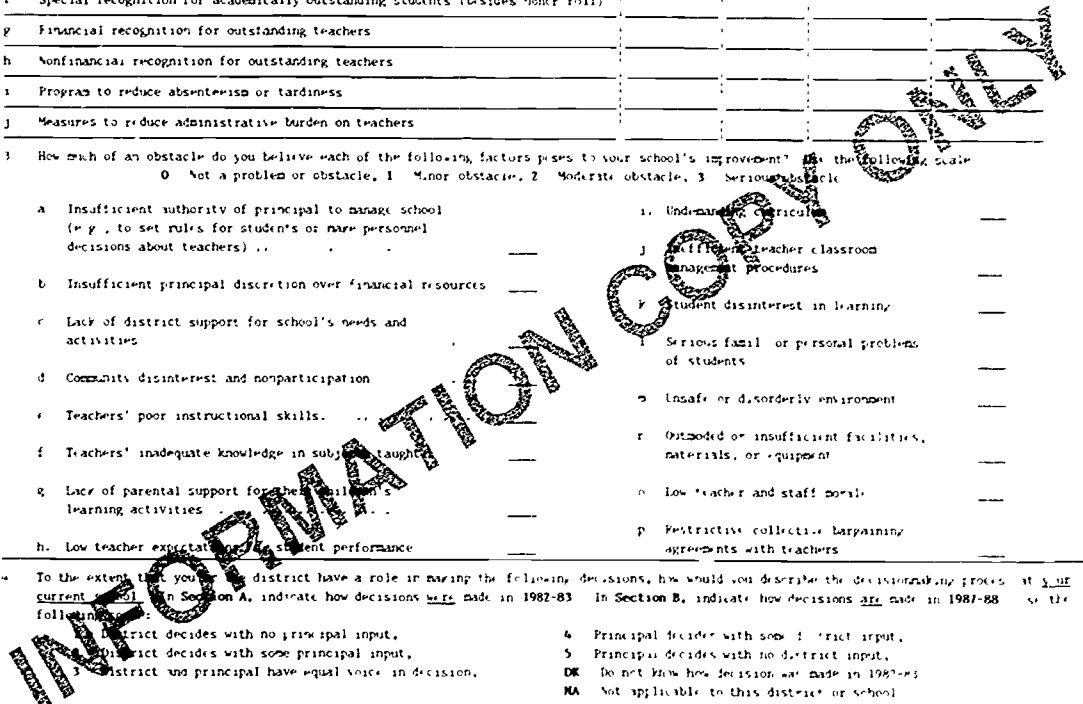 Special recognition for academically outstanding students (besides honor roll)
g Financial recognition for outstanding teachers
h Nonfinancial recognition for outstanding teachers
i Program to reduce absenteeism or tardiness
j Measures to reduce administrative burden on teachers
3 How much of an obstacle do you believe each of the following factors poses to your school's improvement? Use the following scale
0 Not a problem or obstacle, 1 Minor obstacle, 2 Moderate obstacle, 3 Serious obstacle
a Insufficient authority of principal to manage school
(e g , to set rules for students or make personnel
decisions about teachers)
b Insufficient principal discretion over financial resources
c Lack of district support for school's needs and
activities
d Community disinterest and nonparticipation
e Teachers' poor instructional skills.
f Teachers' inadequate knowledge in subjects taught
g Lack of parental support for their children's
learning activities
h. Low teacher expectations for student performance
i. Undemanding curriculum
j Inefficient teacher classroom
management procedures
k Student disinterest in learning
l Serious family or personal problems
of students
m Unsafe or disorderly environment
n Outmoded or insufficient facilities,
materials, or equipment
o Low teacher and staff morale
p Restrictive collective bargaining
agreements with teachers
4 To the extent that you or the district have a role in making the following decisions, how would you describe the decisionmaking process at your
current school In Section A, indicate how decisions were made in 1982-83 In Section B, indicate how decisions are made in 1987-88 Use the
following
District decides with no principal input,
District decides with some principal input,
3 District and principal have equal voice in decision,
4 Principal decides with some district input,
5 Principal decides with no district input,
DK Do not know how decision was made in 1982-83
NA Not applicable to this district or school
INFORMATION COPY ONLY